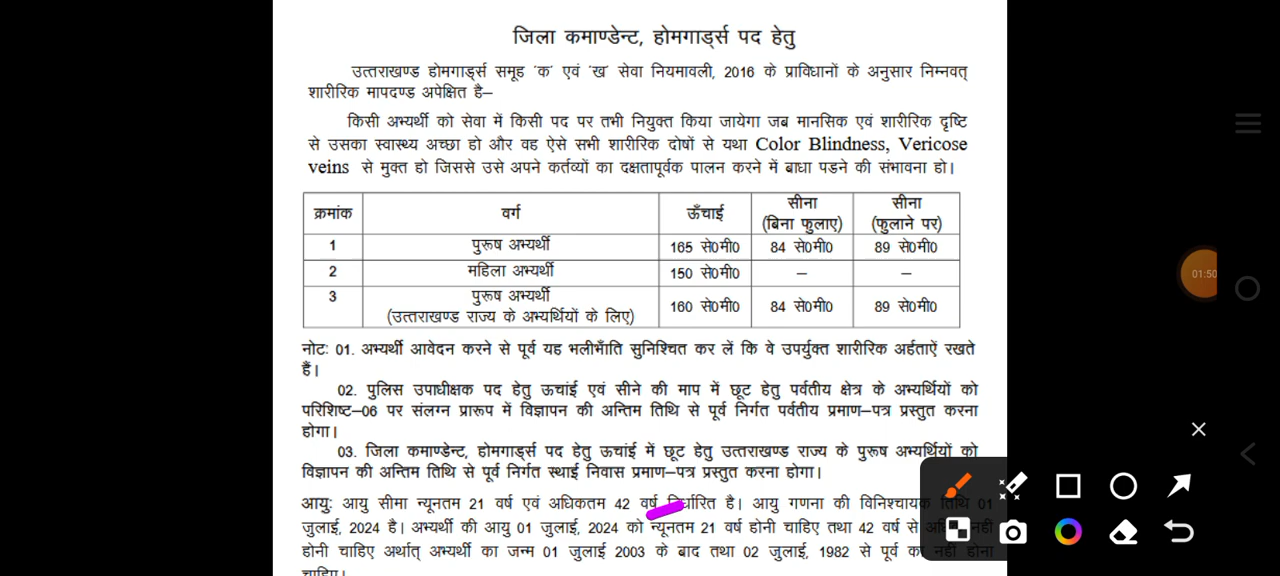 जिला कमाण्डेन्ट, होमगार्ड्स पद हेतु
उत्तराखण्ड होमगार्ड्स समूह 'क' एवं 'ख' सेवा नियमावली, 2016 के प्राविधानों के अनुसार निम्नवत्
शारीरिक मापदण्ड अपेक्षित है–
किसी अभ्यर्थी को सेवा में किसी पद पर तभी नियुक्त किया जायेगा जब मानसिक एवं शारीरिक दृष्टि
से उसका स्वास्थ्य अच्छा हो और वह ऐसे सभी शारीरिक दोषों से यथा Color Blindness, Vericose
veins से मुक्त हो जिससे उसे अपने कर्तव्यों का दक्षतापूर्वक पालन करने में बाधा पडने की संभावना हो।
क्रमांक वर्ग ऊँचाई सीना (बिना फुलाए) सीना (फुलाने पर)
1 पुरूष अभ्यर्थी 165 से0मी0 84 से0मी0 89 से0मी0
2 महिला अभ्यर्थी 150 से0मी0 – –
3 पुरूष अभ्यर्थी (उत्तराखण्ड राज्य के अभ्यर्थियों के लिए) 160 से0मी0 84 से0मी0 89 से0मी0
नोटः 01. अभ्यर्थी आवेदन करने से पूर्व यह भलीभाँति सुनिश्चित कर लें कि वे उपर्युक्त शारीरिक अर्हताऐं रखते
हैं।
02. पुलिस उपाधीक्षक पद हेतु ऊचांई एवं सीने की माप में छूट हेतु पर्वतीय क्षेत्र के अभ्यर्थियों को
परिशिष्ट–06 पर संलग्न प्रारूप में विज्ञापन की अन्तिम तिथि से पूर्व निर्गत पर्वतीय प्रमाण–पत्र प्रस्तुत करना
होगा।
03. जिला कमाण्डेन्ट, होमगार्ड्स पद हेतु ऊचांई में छूट हेतु उत्तराखण्ड राज्य के पुरूष अभ्यर्थियों को
विज्ञापन की अन्तिम तिथि से पूर्व निर्गत स्थाई निवास प्रमाण–पत्र प्रस्तुत करना होगा।
आयुः आयु सीमा न्यूनतम 21 वर्ष एवं अधिकतम 42 वर्ष निर्धारित है। आयु गणना की विनिश्चायक तिथि 01
जुलाई, 2024 है। अभ्यर्थी की आयु 01 जुलाई, 2024 को न्यूनतम 21 वर्ष होनी चाहिए तथा 42 वर्ष से अधिक नहीं
होनी चाहिए अर्थात् अभ्यर्थी का जन्म 01 जुलाई 2003 के बाद तथा 02 जुलाई, 1982 से पूर्व का नहीं होना
चाहिए।
01:50